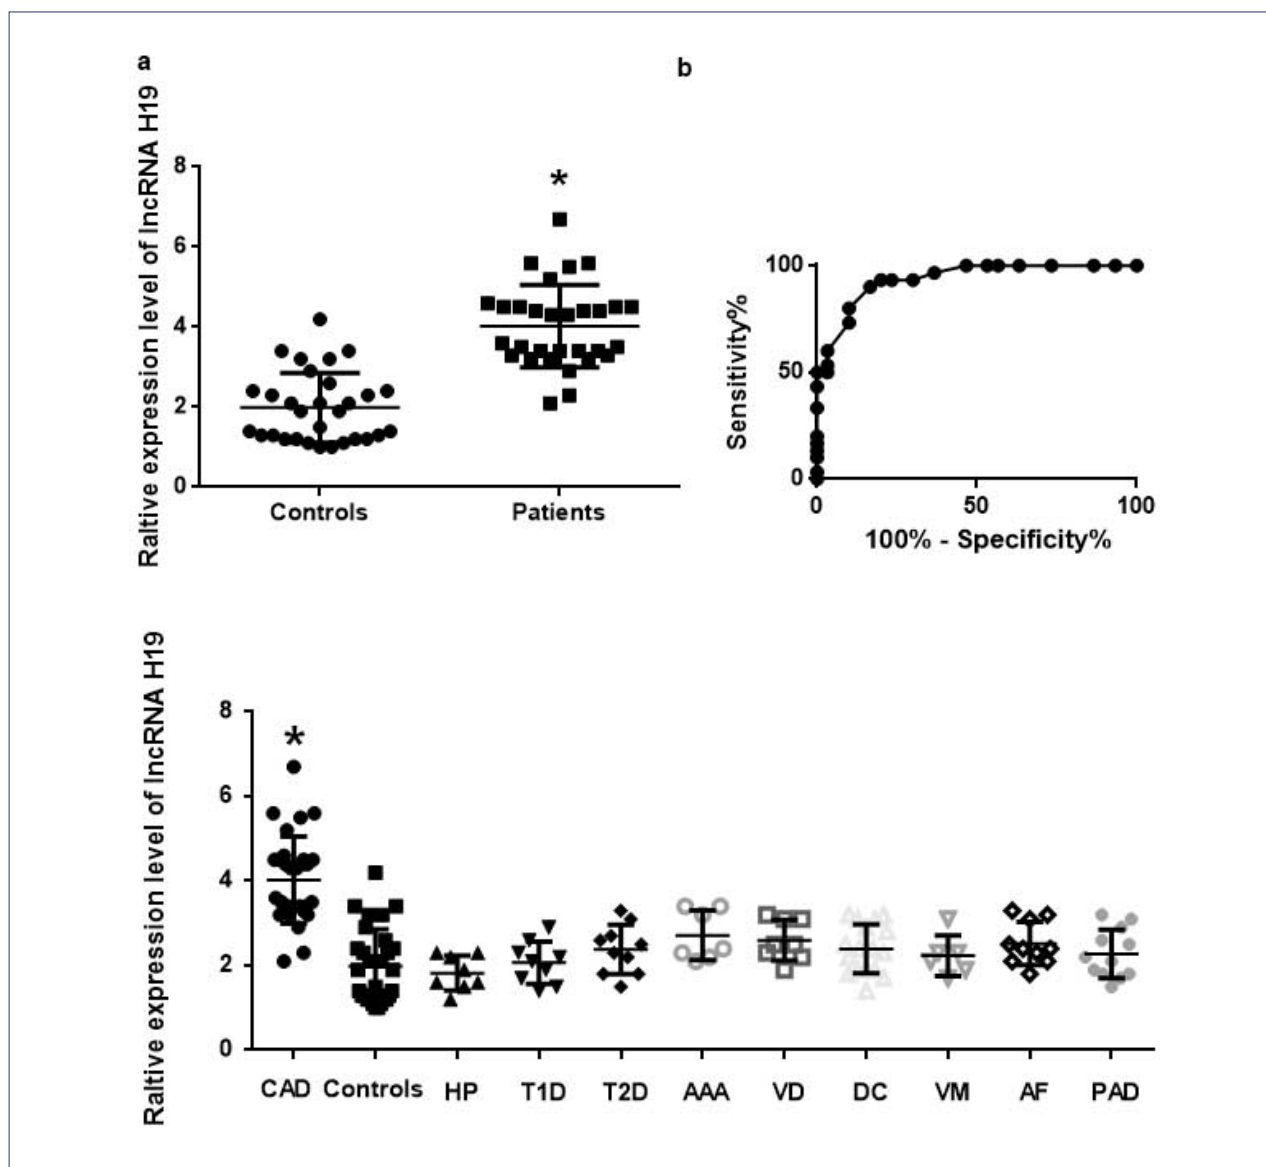 a
b
Raltive expression level of lncRNA H19
8
6
4
2
0
*
Controls
Patients
Sensitivity%
100
50
0
0
50
100
100% - Specificity%
Raltive expression level of lncRNA H19
8
6
4
2
0
*
CAD
Controls
HP
T1D
T2D
AAA
VD
DC
VM
AF
PAD